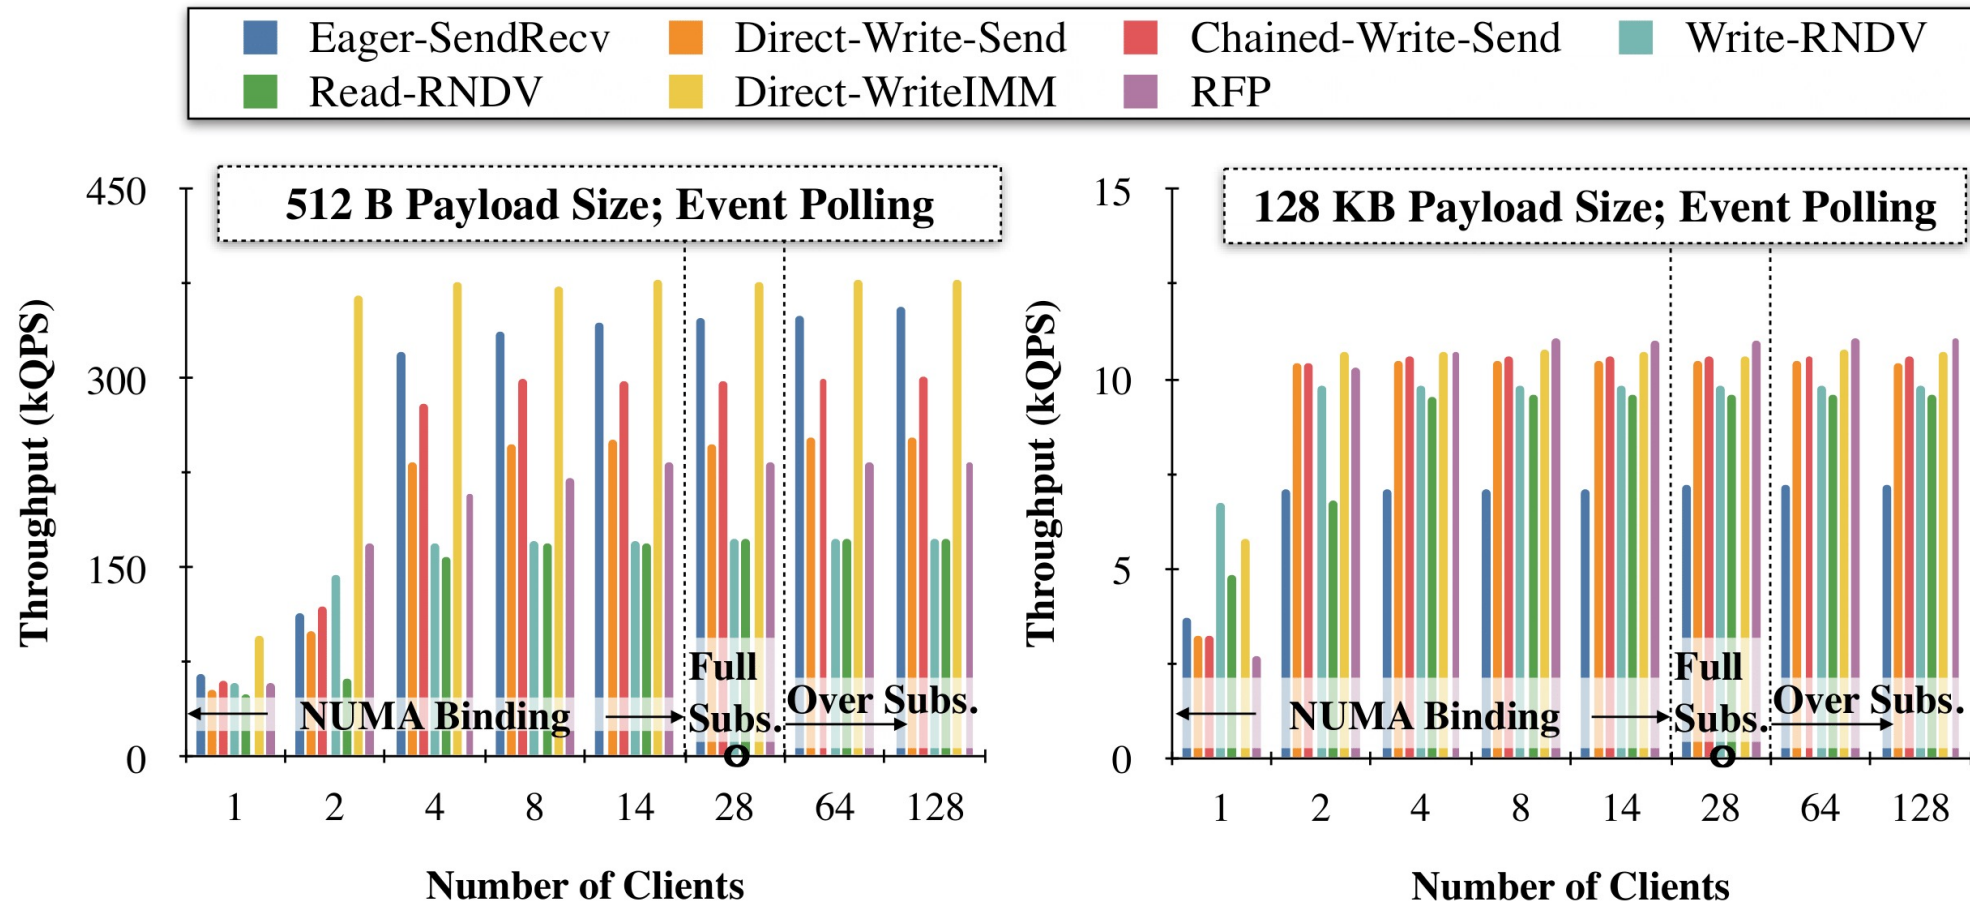 Eager-SendRecv Direct-Write-Send Chained-Write-Send Write-RNDV
Read-RNDV Direct-WriteIMM RFP
512 B Payload Size; Event Polling
Throughput (kQPS)
450
300
150
0
NUMA Binding
Full
Subs.
Over Subs.
1 2 4 8 14 28 64 128
Number of Clients
128 KB Payload Size; Event Polling
Throughput (kQPS)
15
10
5
0
NUMA Binding
Full
Subs.
Over Subs.
1 2 4 8 14 28 64 128
Number of Clients